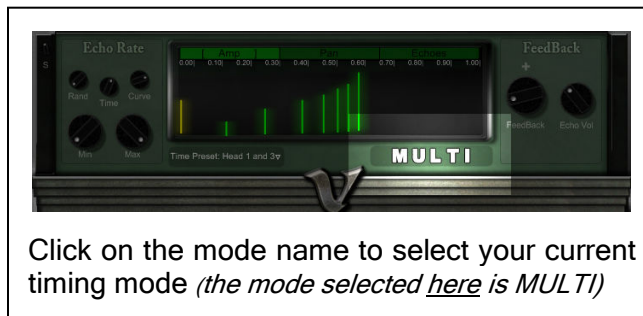 Echo Rate
[ Amp ]
Pan
Echoes
FeedBack
S
0.00| 0.10| 0.20| 0.30| 0.40| 0.50| 0.60| 0.70| 0.80| 0.90| 1.00|
Rand
Time
Curve
Min
Max
+
FeedBack
Echo Vol
Time Preset: Head 1 and 3▿
MULTI
V
Click on the mode name to select your current
timing mode (the mode selected here is MULTI)